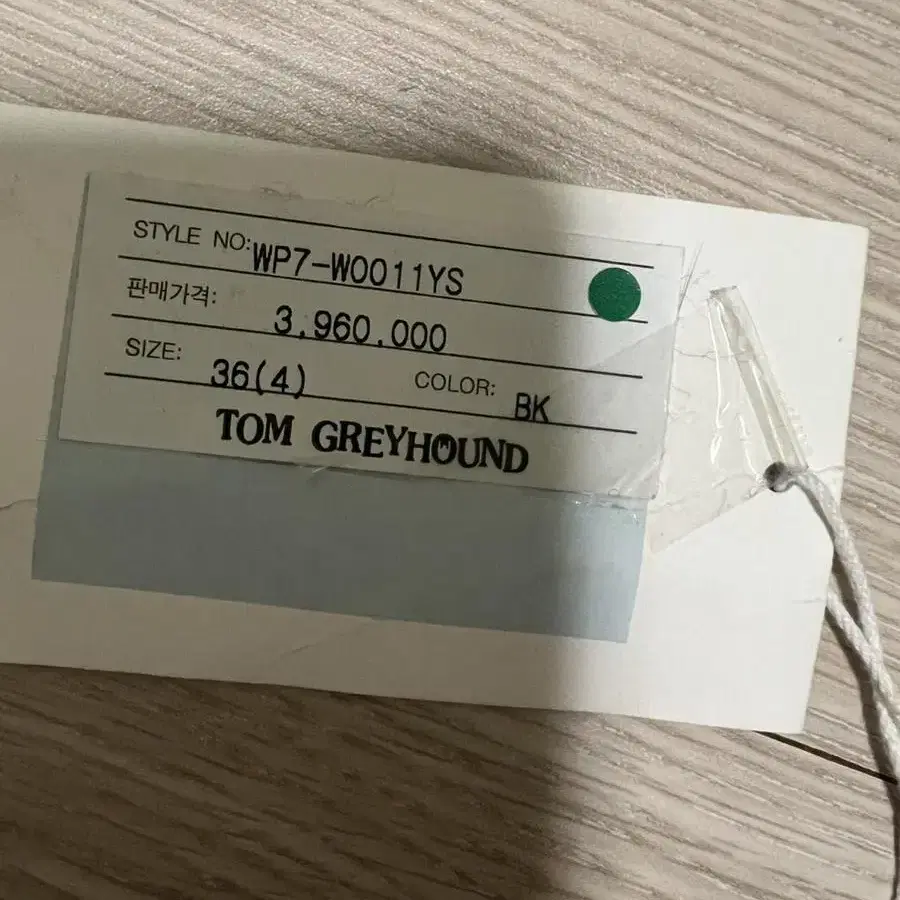 STYLE NO: WP7-W0011YS
판매가격: 3.960.000
SIZE: 36(4) COLOR: BK
TOM GREYHOUND